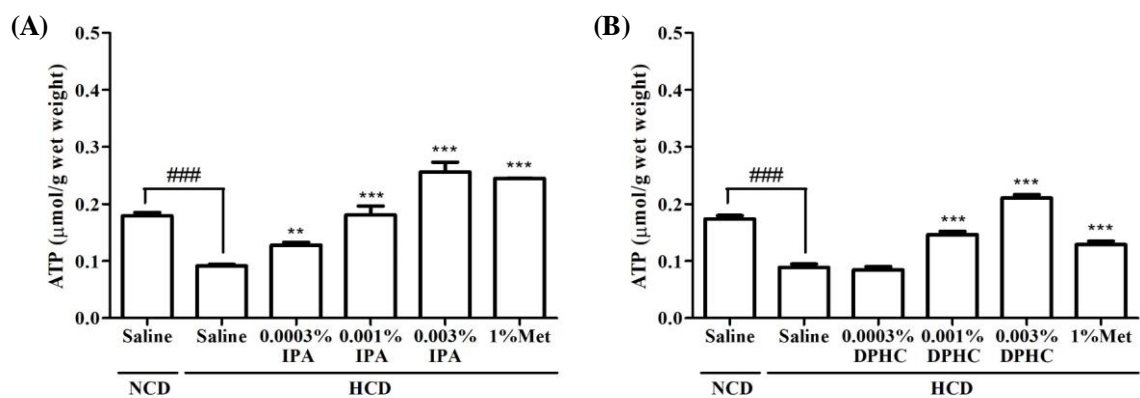 (A)
ATP (μmol/g wet weight)
0.5
0.4
0.3
0.2
0.1
0.0
###
**
***
***
***
Saline
Saline
0.0003%
IPA
0.001%
IPA
0.003%
IPA
1%Met
NCD
HCD
(B)
ATP (μmol/g wet weight)
0.5
0.4
0.3
0.2
0.1
0.0
###
***
***
***
Saline
Saline
0.0003%
DPHC
0.001%
DPHC
0.003%
DPHC
1%Met
NCD
HCD